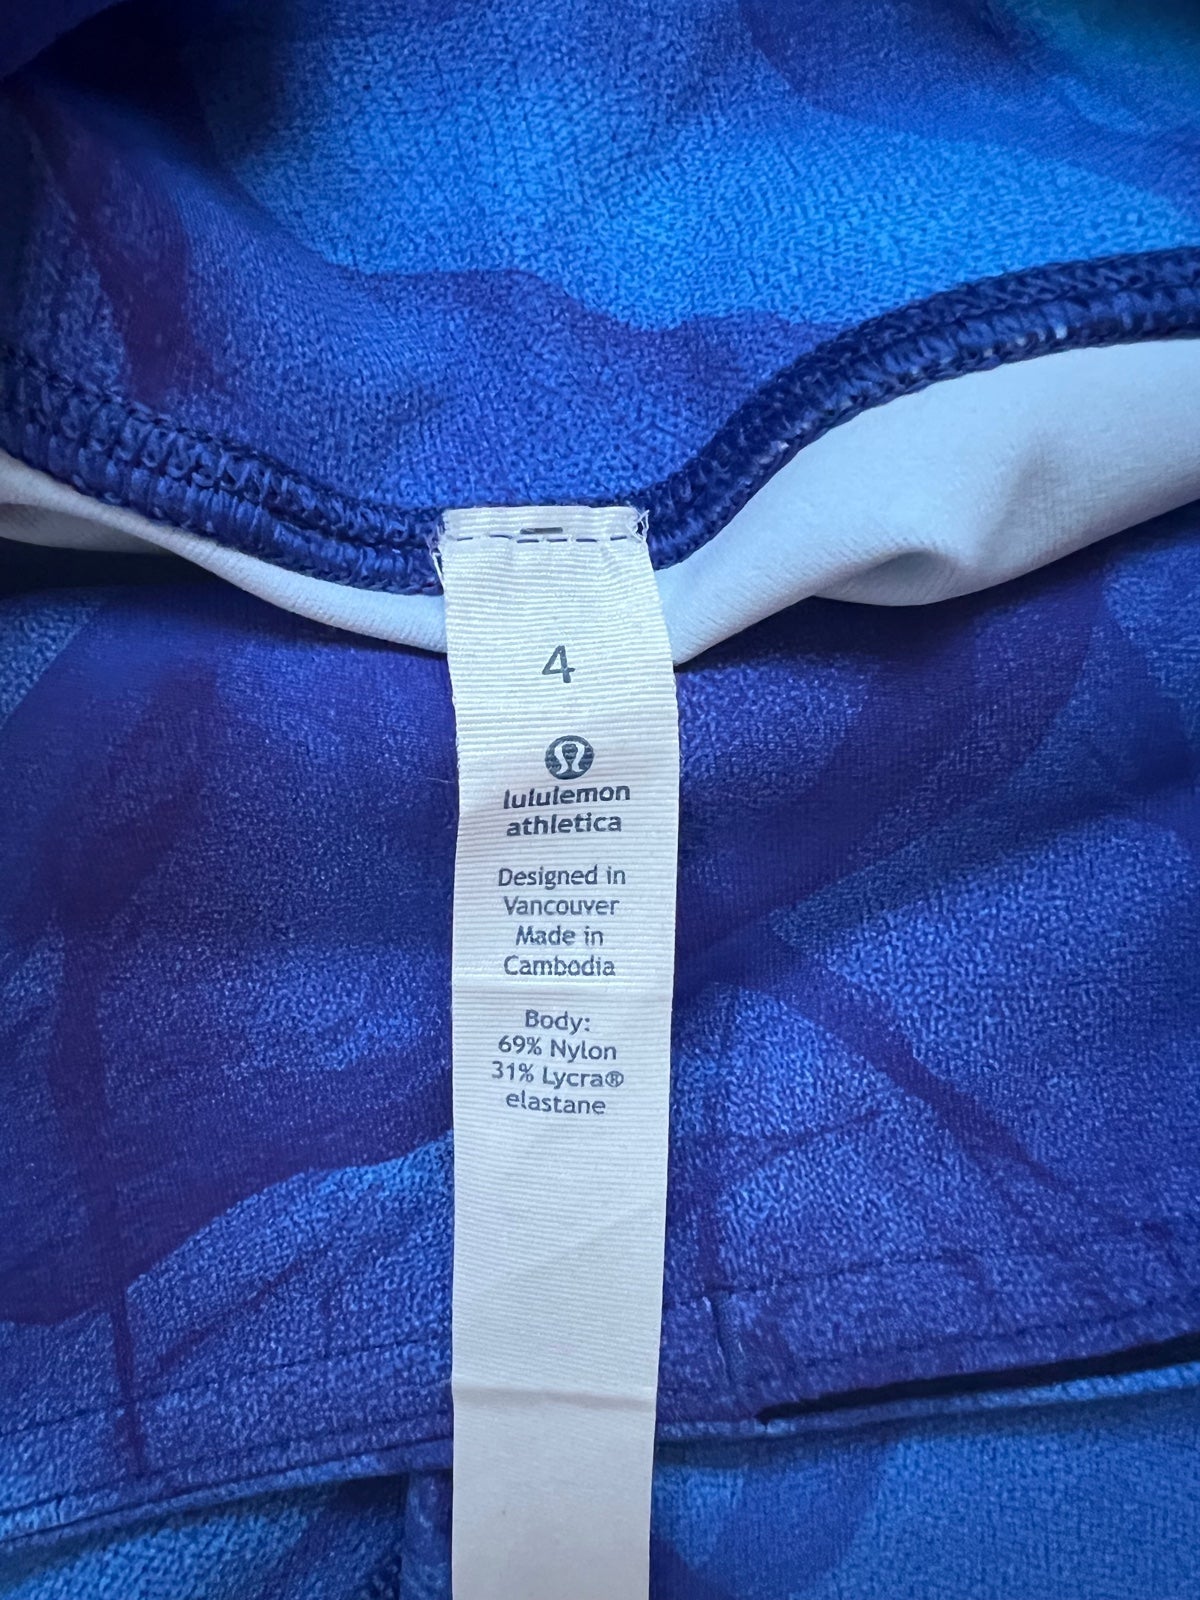 4
lululemon
athletica
Designed in
Vancouver
Made in
Cambodia
Body:
69% Nylon
31% Lycra®
elastane